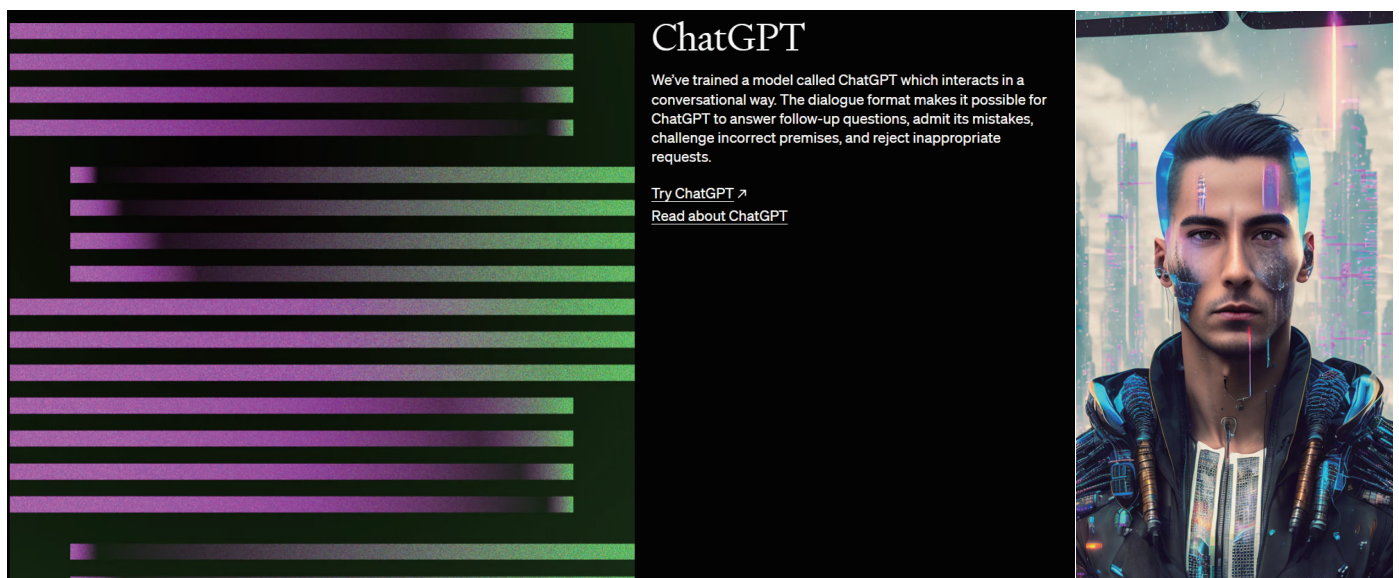 ChatGPT
We've trained a model called ChatGPT which interacts in a
conversational way. The dialogue format makes it possible for
ChatGPT to answer follow-up questions, admit its mistakes,
challenge incorrect premises, and reject inappropriate
requests.
Try ChatGPT ↗
Read about ChatGPT